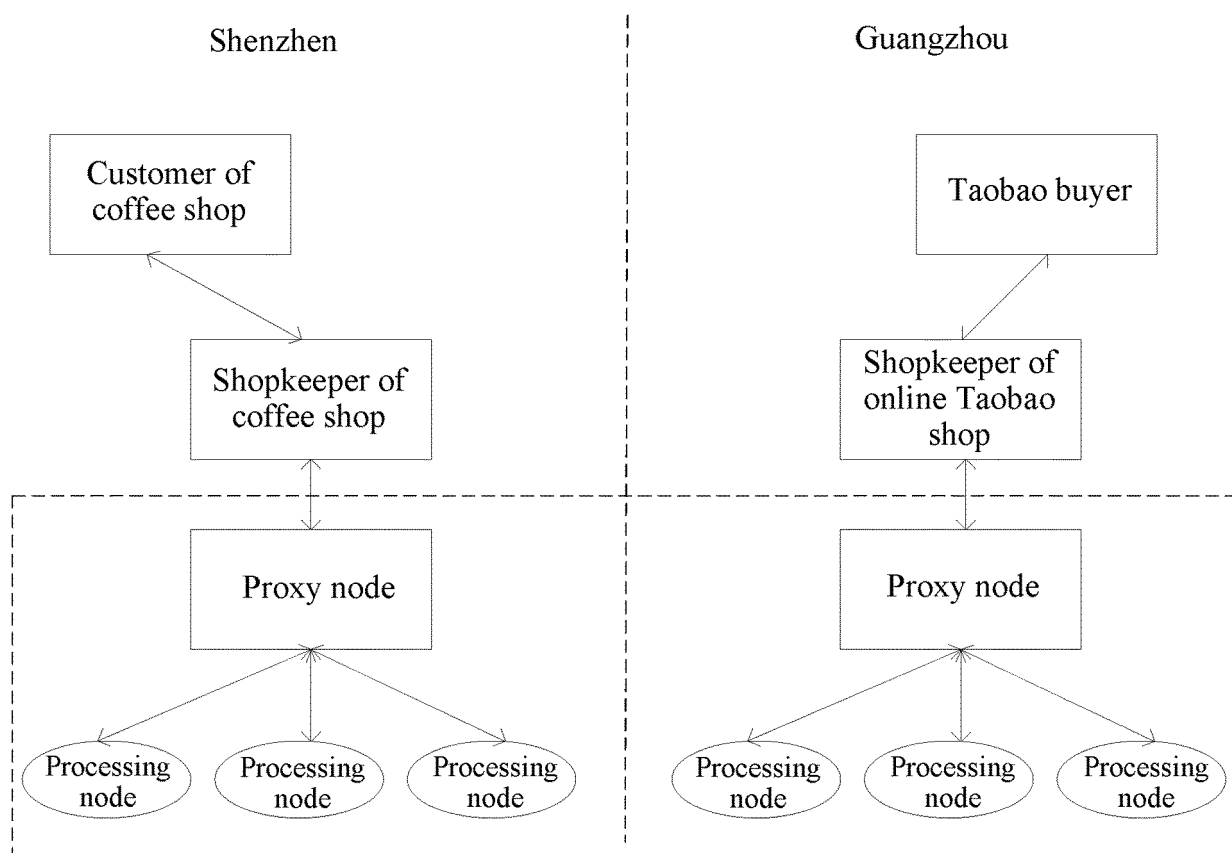 Shenzhen
Guangzhou
Customer of
coffee shop
Taobao buyer
Shopkeeper of
coffee shop
Shopkeeper of
online Taobao
shop
Proxy node
Proxy node
Processing
node
Processing
node
Processing
node
Processing
node
Processing
node
Processing
node